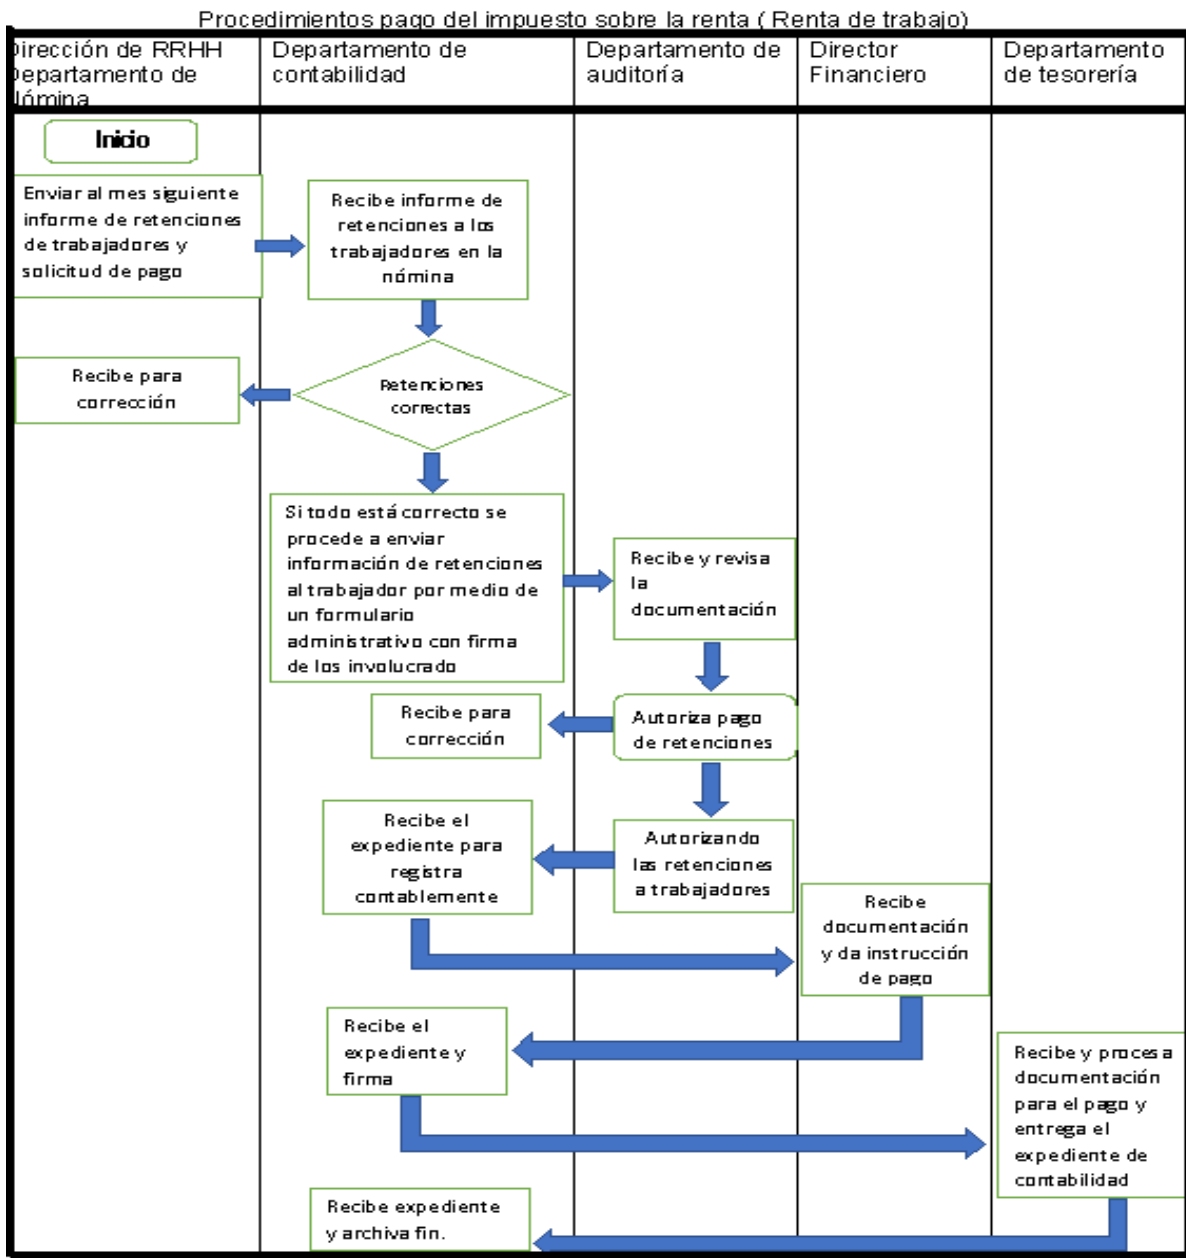 Procedimientos pago del impuesto sobre la renta ( Renta de trabajo)
Dirección de RRHH
Departamento de
Nómina
Departamento de
contabilidad
Departamento de
auditoría
Director
Financiero
Departamento
de tesorería
Inicio
Enviar al mes siguiente
informe de retenciones
de trabajadores y
solicitud de pago
Recibe informe de
retenciones a los
trabajadores en la
nómina
Recibe para
corrección
Retenciones
correctas
Si todo está correcto se
procede a enviar
información de retenciones
al trabajador por medio de
un formulario
administrativo con firma
de los involucrado
Recibe y revisa
la
documentación
Recibe para
corrección
Autoriza pago
de retenciones
Recibe el
expediente para
registra
contablemente
Autorizando
las retenciones
a trabajadores
Recibe
documentación
y da instrucción
de pago
Recibe el
expediente y
firma
Recibe y procesa
documentación
para el pago y
entrega el
expediente de
contabilidad
Recibe expediente
y archiva fin.